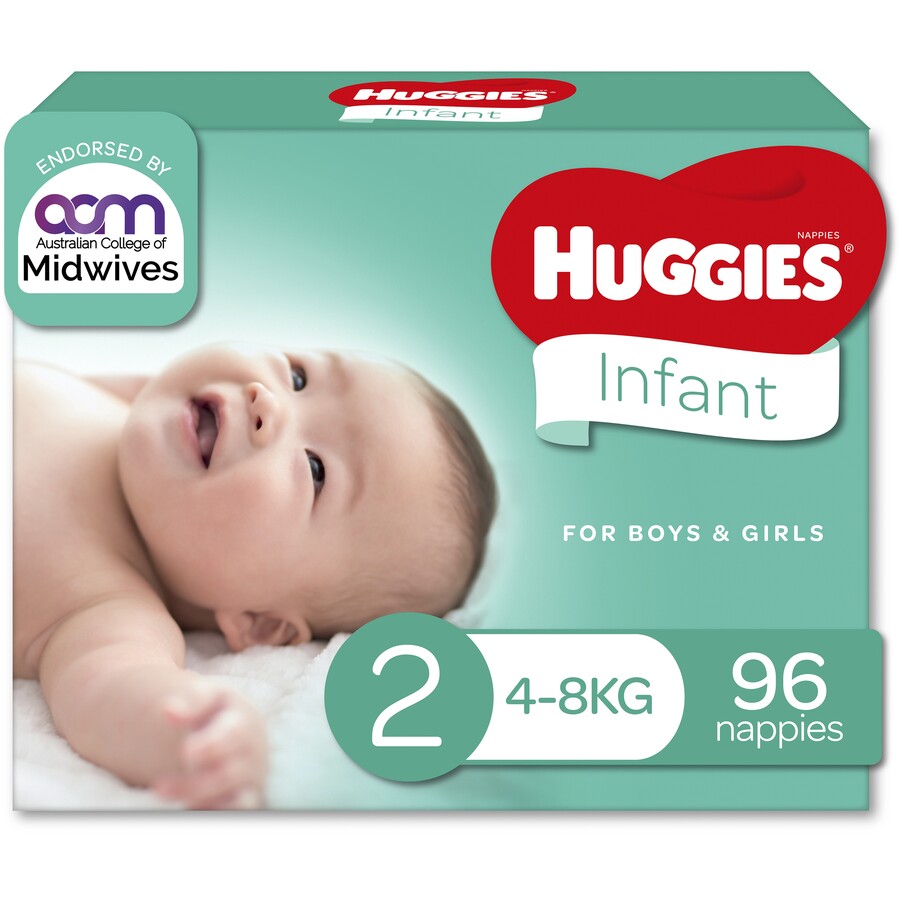 HUGGIES
Infant
ENDORSED BY
acm
Australian College of
Midwives
NAPPIES
HUGGIES®
Infant
FOR BOYS & GIRLS
2
4-8KG
96
nappies